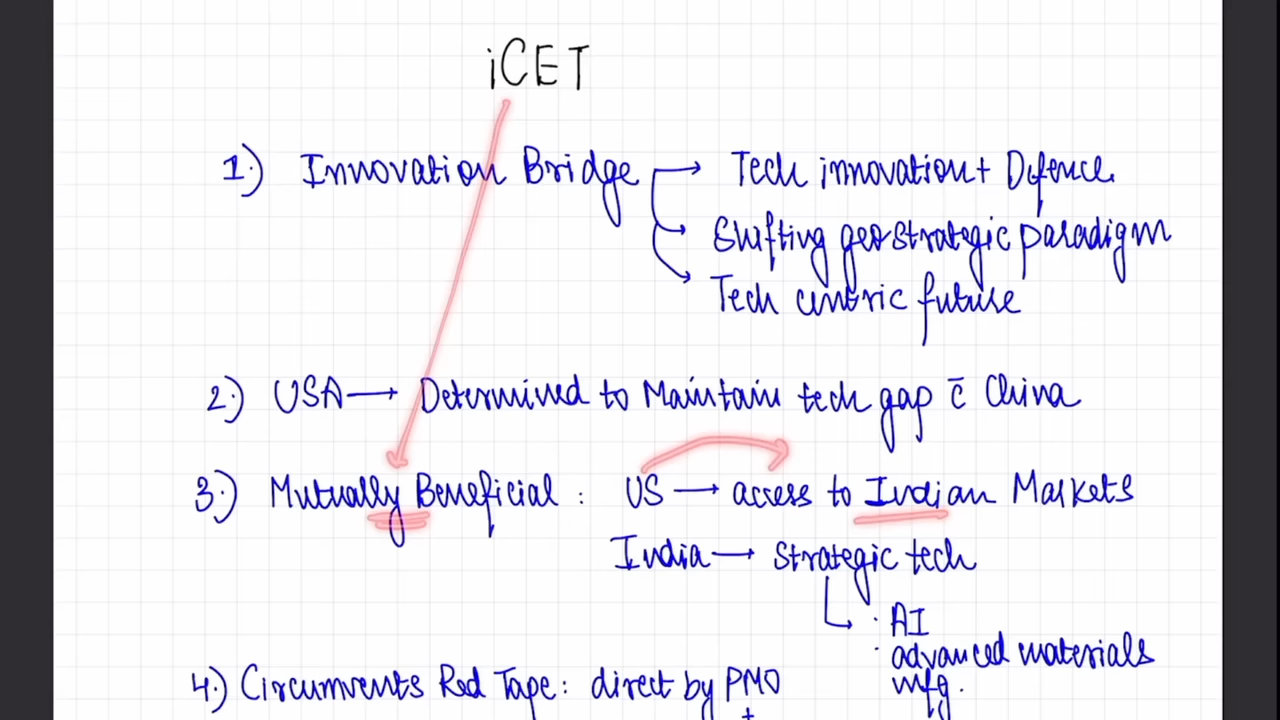 iCET
1.) Innovation Bridge → Tech innovation + Defence
→ Shifting geostrategic paradigm
→ Tech centric future
2.) USA → Determined to Maintain tech gap c̄ China
3.) Mutually Beneficial : US → access to Indian Markets
India → Strategic tech
· AI
· advanced materials
4.) Circumvents Red Tape : direct by PMO
mfg.
+